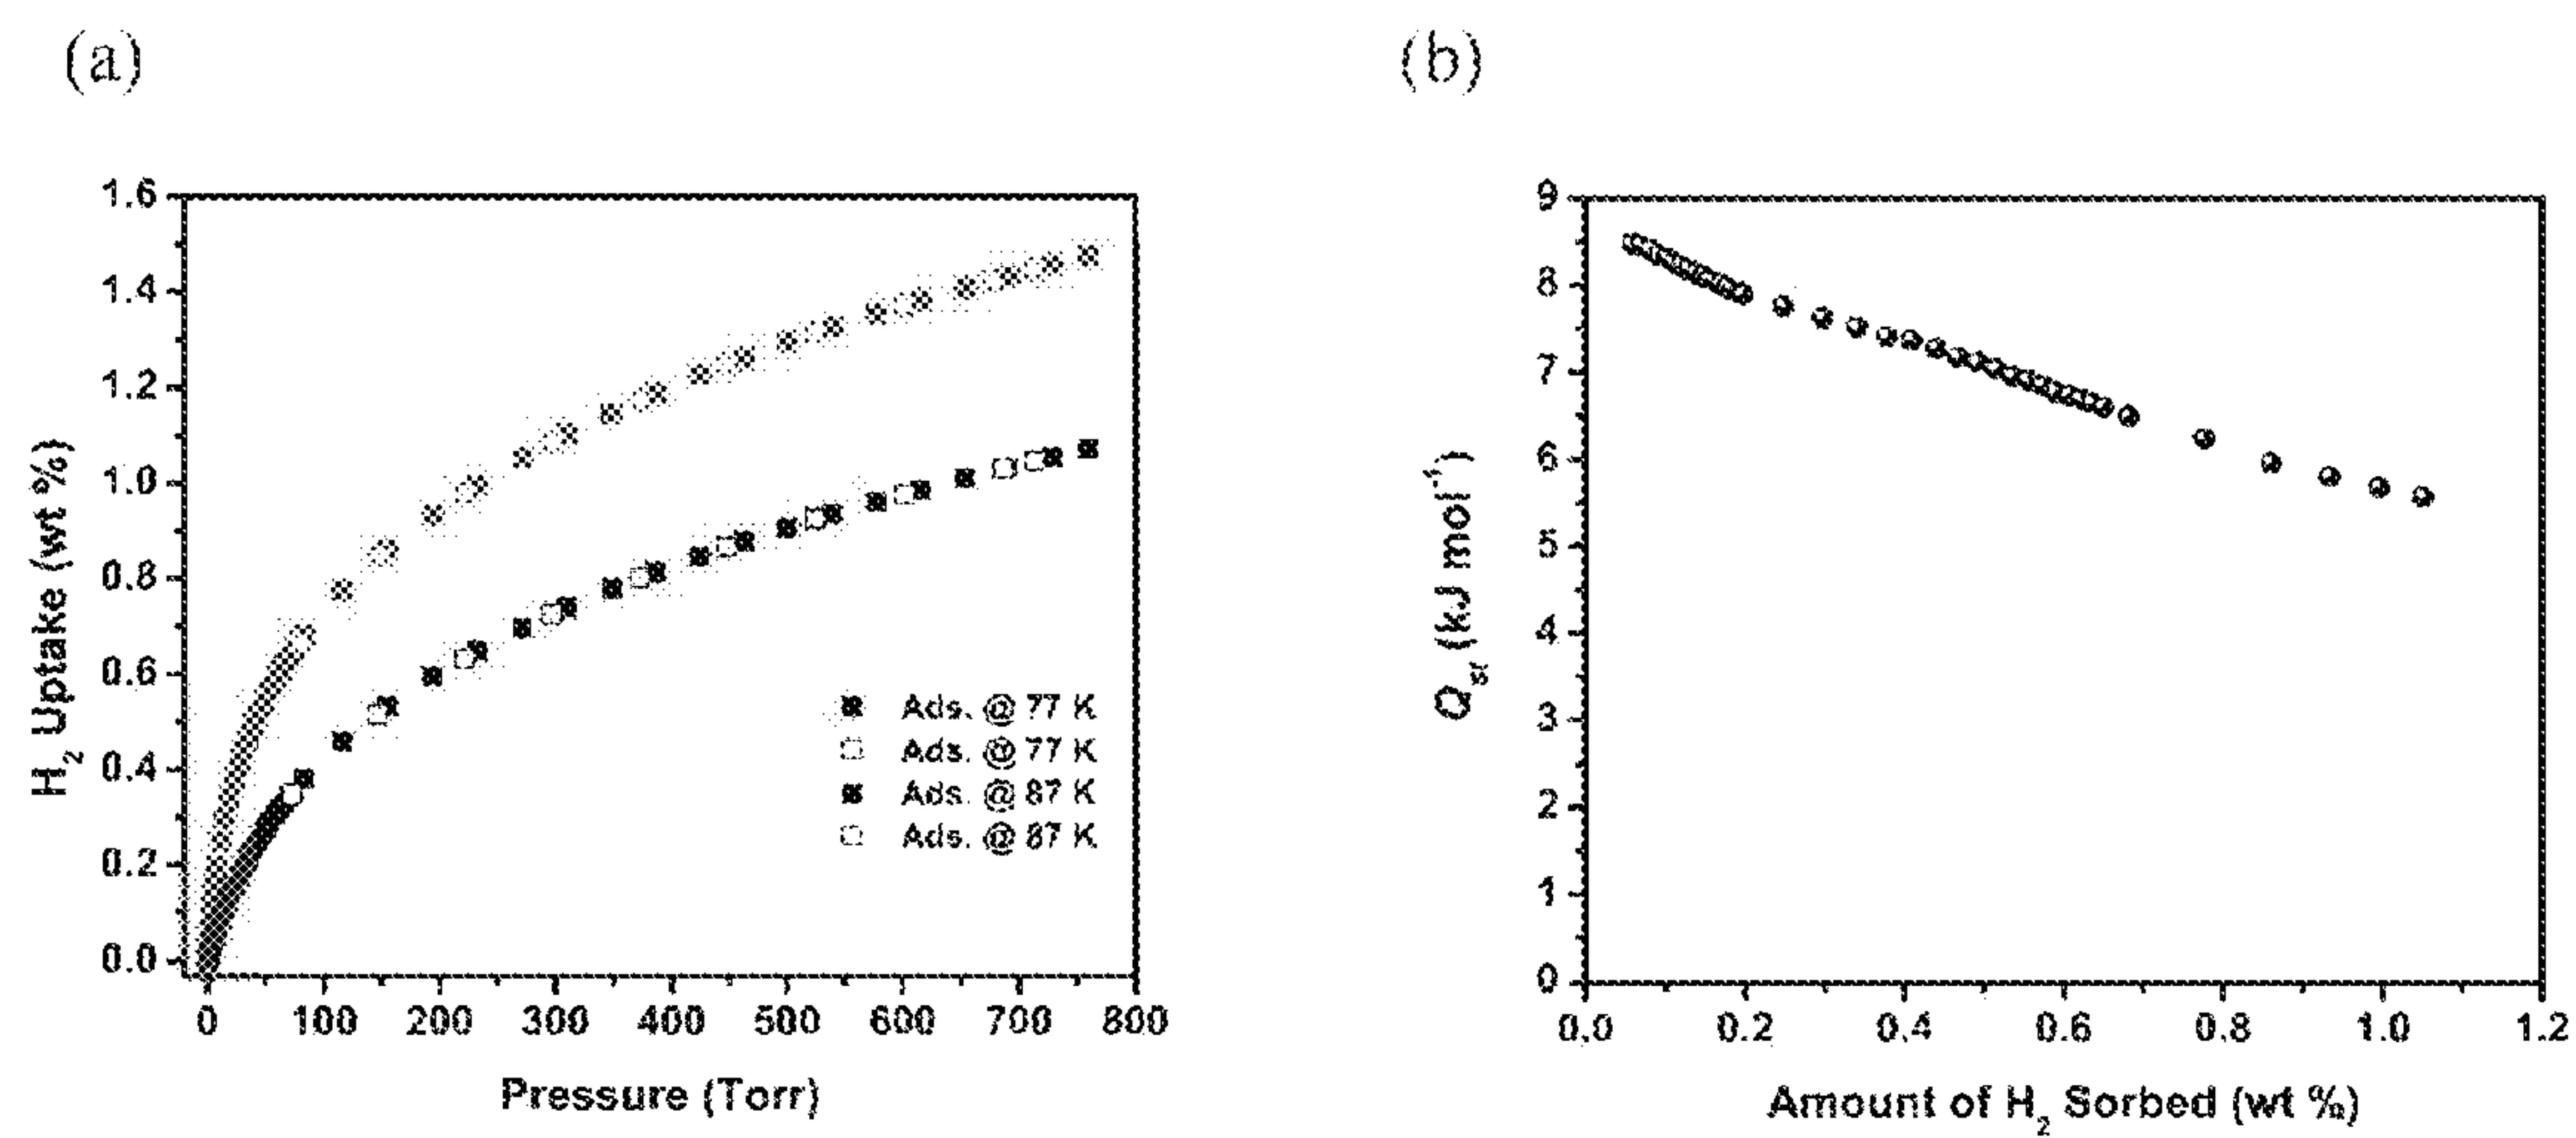 (a)
(b)
H₂ Uptake (wt %)
1.6
1.4
1.2
1.0
0.8
0.6
0.4
0.2
0.0
Ads. @ 77 K
Ads. @ 77 K
Ads. @ 87 K
Ads. @ 87 K
0 100 200 300 400 500 600 700 800
Pressure (Torr)
Qst (kJ mol⁻¹)
9
8
7
6
5
4
3
2
1
0
0.0 0.2 0.4 0.6 0.8 1.0 1.2
Amount of H₂ Sorbed (wt %)